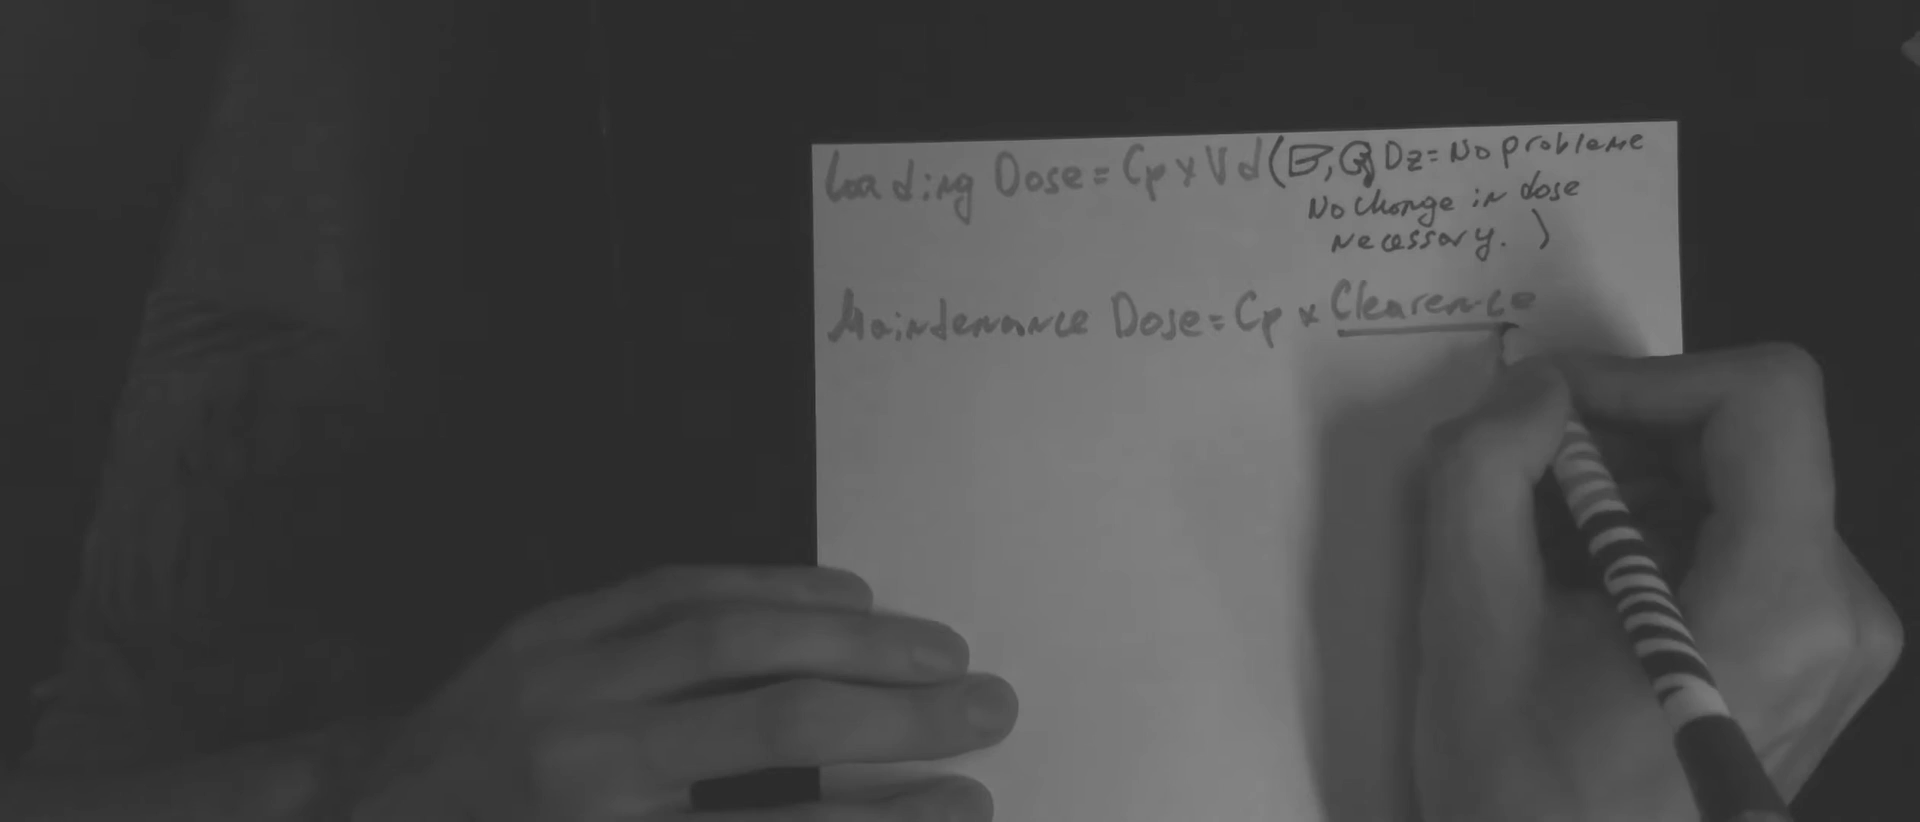 Loading Dose = Cp x Vd ( Dz = No probleme
No change in dose
necessary. )
Maintenance Dose = Cp x Clearence